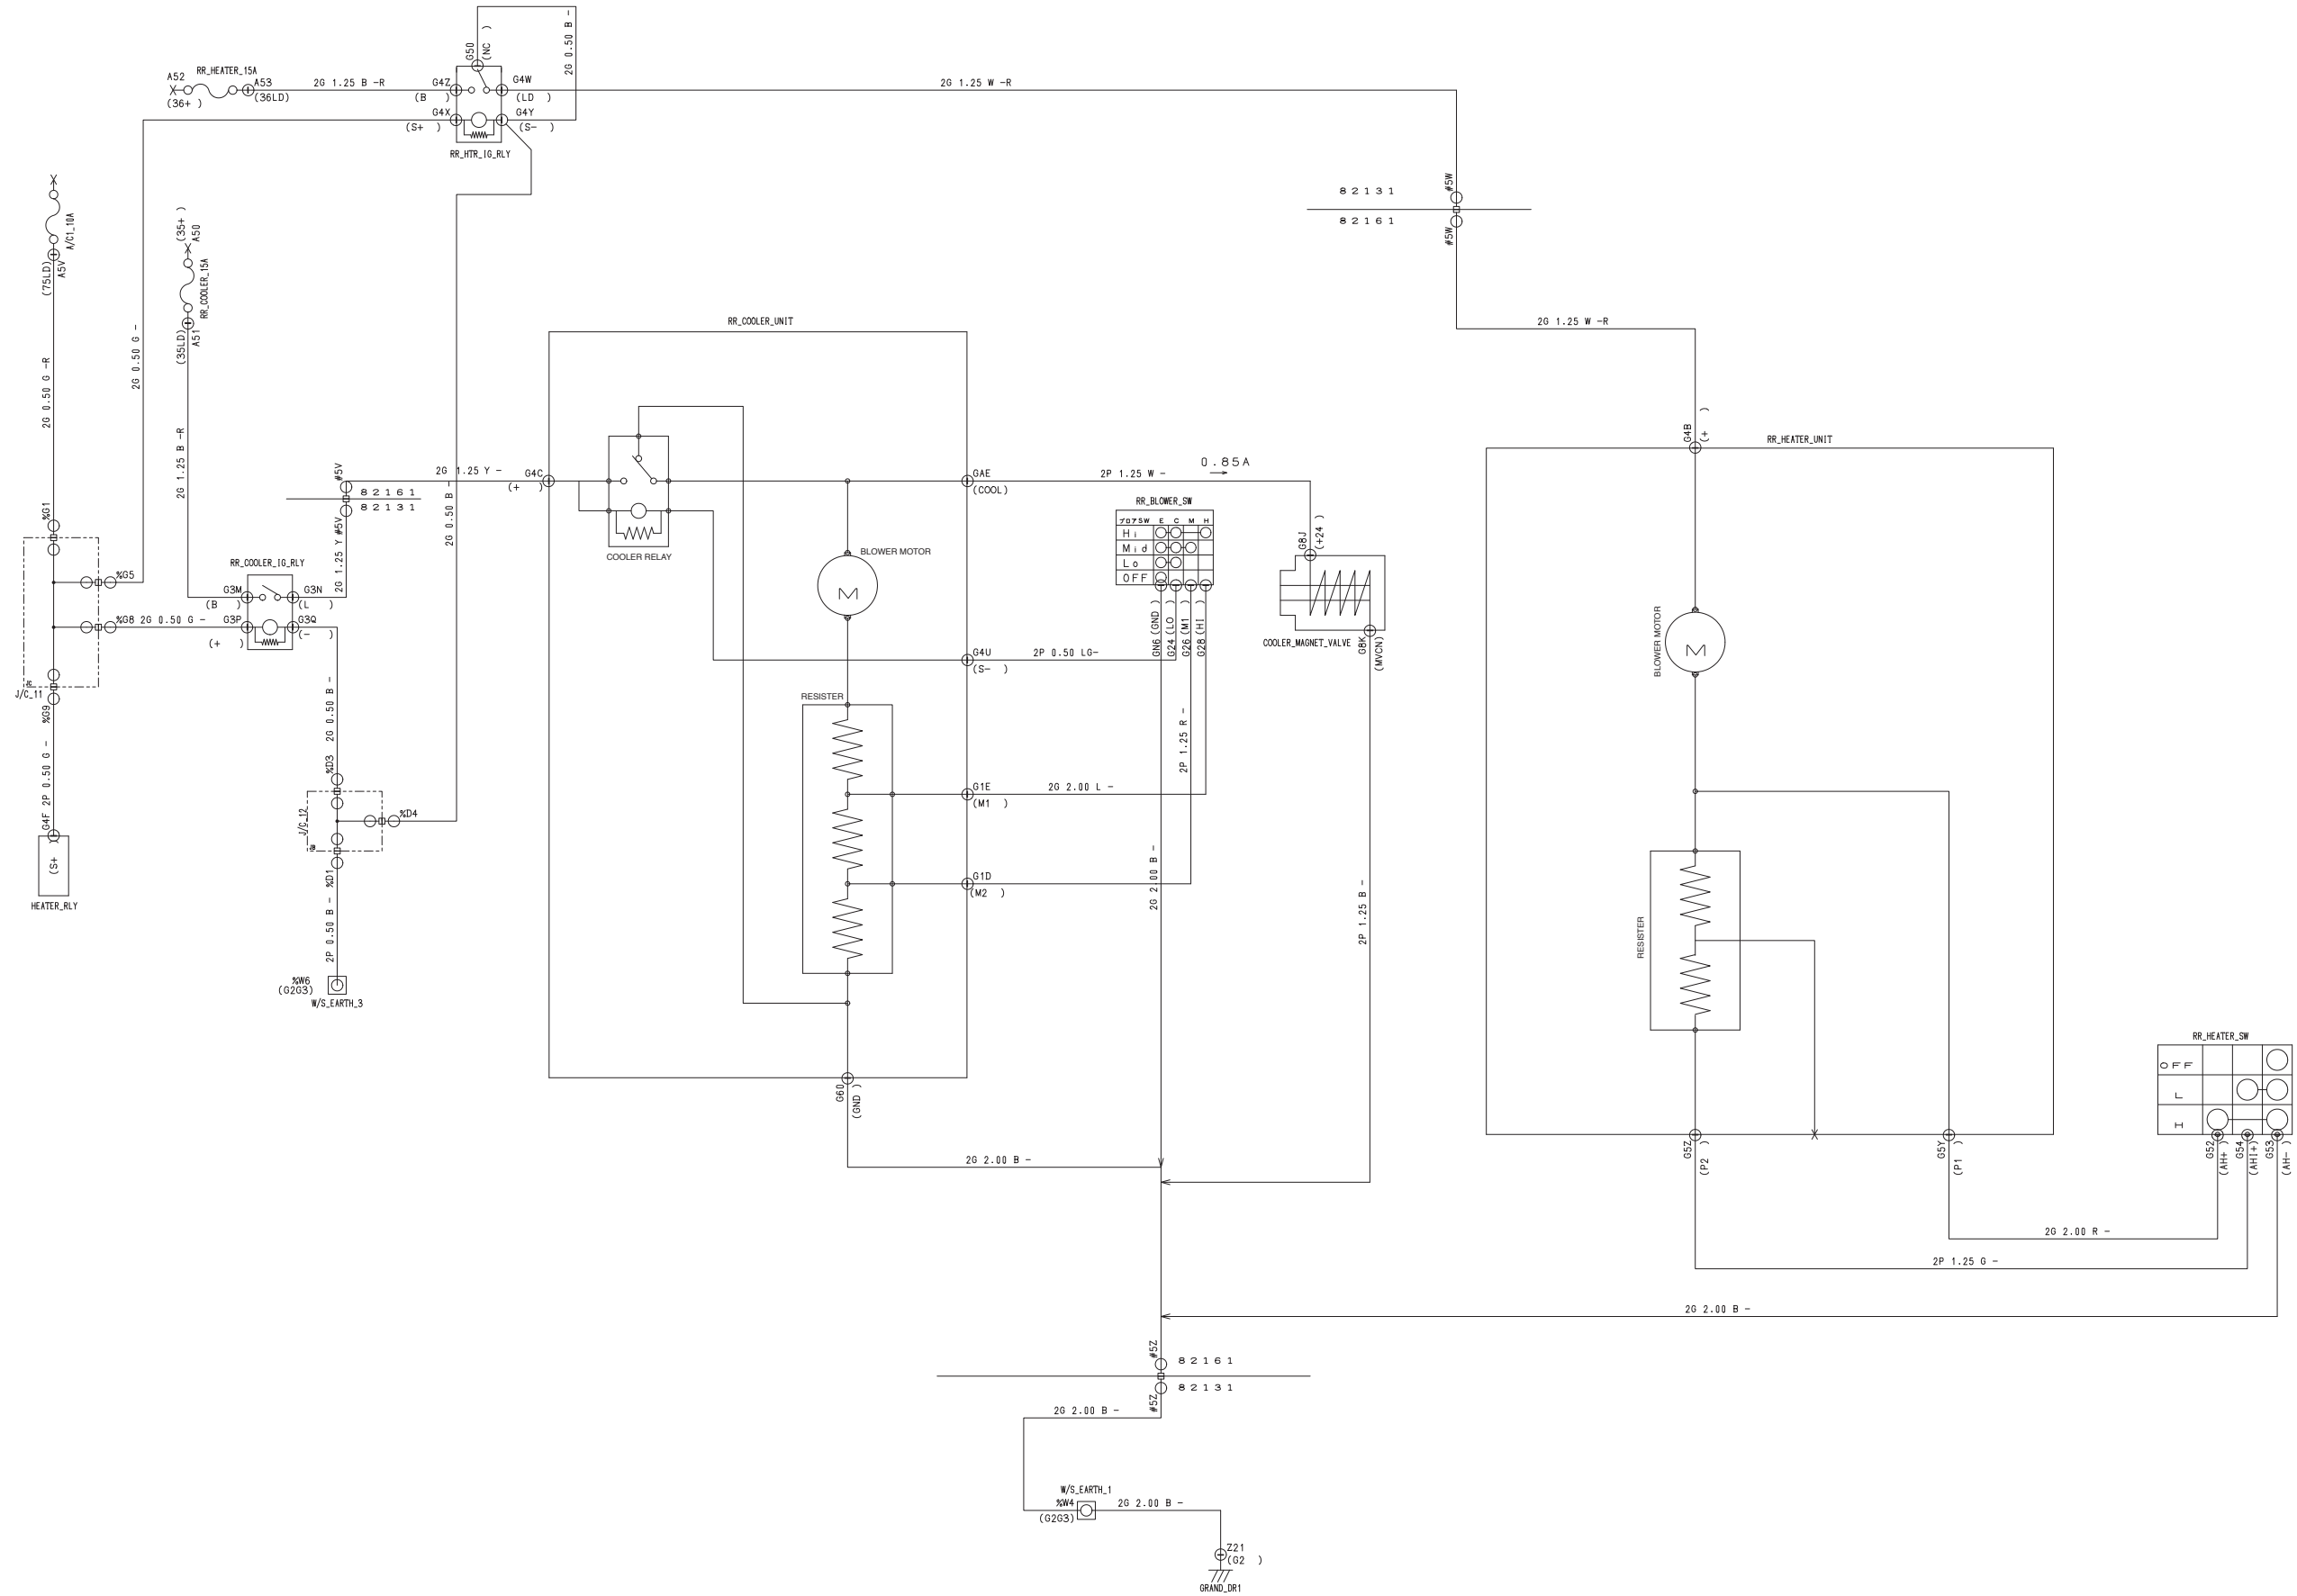 G50
(NC )
2G 0.50 B -
A52
(36+ )
RR_HEATER_15A
A53
(36LD)
2G 1.25 B -R
G4Z
(B )
G4W
(LD )
2G 1.25 W -R
G4X
(S+ )
G4Y
(S- )
RR_HTR_IG_RLY
A/C1_10A
(75LD)
A5V
2G 0.50 G -R
2G 0.50 G -
(35+ )
A50
RR_COOLER_15A
(35LD)
A51
2G 1.25 B -R
82131
#5W
82161
#5W
2G 1.25 W -R
RR_COOLER_UNIT
G4B
(+ )
RR_HEATER_UNIT
2G 1.25 Y -
G4C
(+ )
#5V
82161
82131
2G 1.25 Y #5V
2G 0.50 B -
COOLER RELAY
BLOWER MOTOR
M
GAE
(COOL)
2P 1.25 W -
0.85A
RR_BLOWER_SW
ブロアSW E C M H
Hi
Mid
Lo
OFF
GN6(GND )
G24(LO )
G26(M1 )
G28(HI )
G8J
(+24 )
COOLER_MAGNET_VALVE
G8K
(MVCN)
%G1
%G5
RR_COOLER_IG_RLY
G3M
(B )
G3N
(L )
%G8 2G 0.50 G -
G3P
(+ )
G3Q
(- )
J/C_11
%G9
G4F 2P 0.50 G -
(S+ )
HEATER_RLY
2G 0.50 B -
%D3
J/C_12
%D4
%D1
2P 0.50 B -
%W6
(G2G3)
W/S_EARTH_3
G4U
(S- )
2P 0.50 LG-
RESISTER
2P 1.25 R -
G1E
(M1 )
2G 2.00 L -
G1D
(M2 )
2G 2.00 B -
2P 1.25 B -
BLOWER MOTOR
M
RESISTER
G60
(GND )
2G 2.00 B -
G5Z
(P2 )
G5Y
(P1 )
RR_HEATER_SW
OFF
L
H
G52
(AH+ )
G54
(AHI+)
G53
(AH- )
2G 2.00 R -
2P 1.25 G -
2G 2.00 B -
#5Z
82161
82131
#5Z
2G 2.00 B -
W/S_EARTH_1
%W4
(G2G3)
2G 2.00 B -
Z21
(G2 )
GRAND_DR1